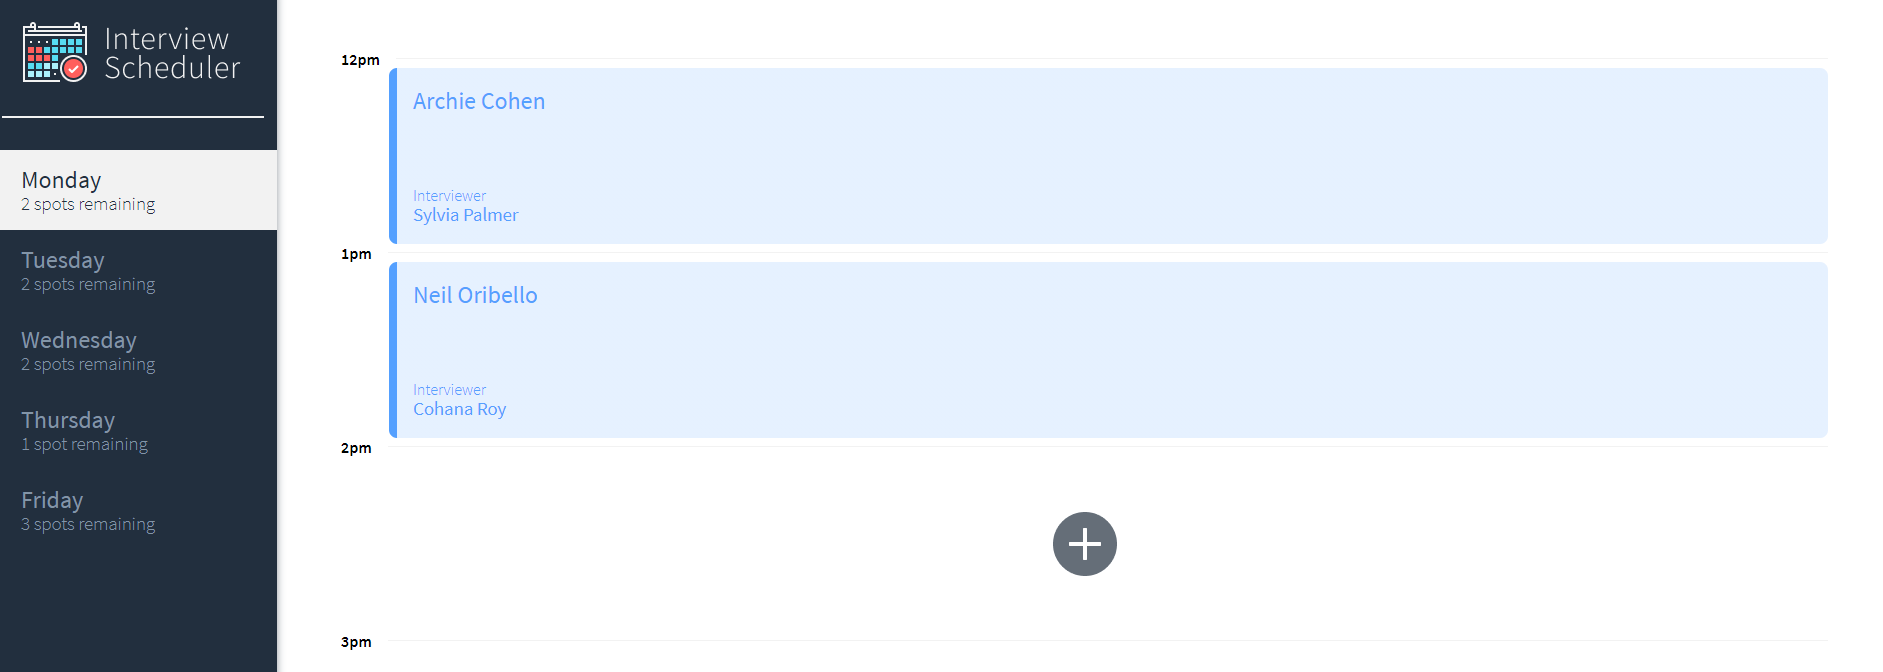 Interview
Scheduler
Monday
2 spots remaining
Tuesday
2 spots remaining
Wednesday
2 spots remaining
Thursday
1 spot remaining
Friday
3 spots remaining
12pm
Archie Cohen
Interviewer
Sylvia Palmer
1pm
Neil Oribello
Interviewer
Cohana Roy
2pm
3pm